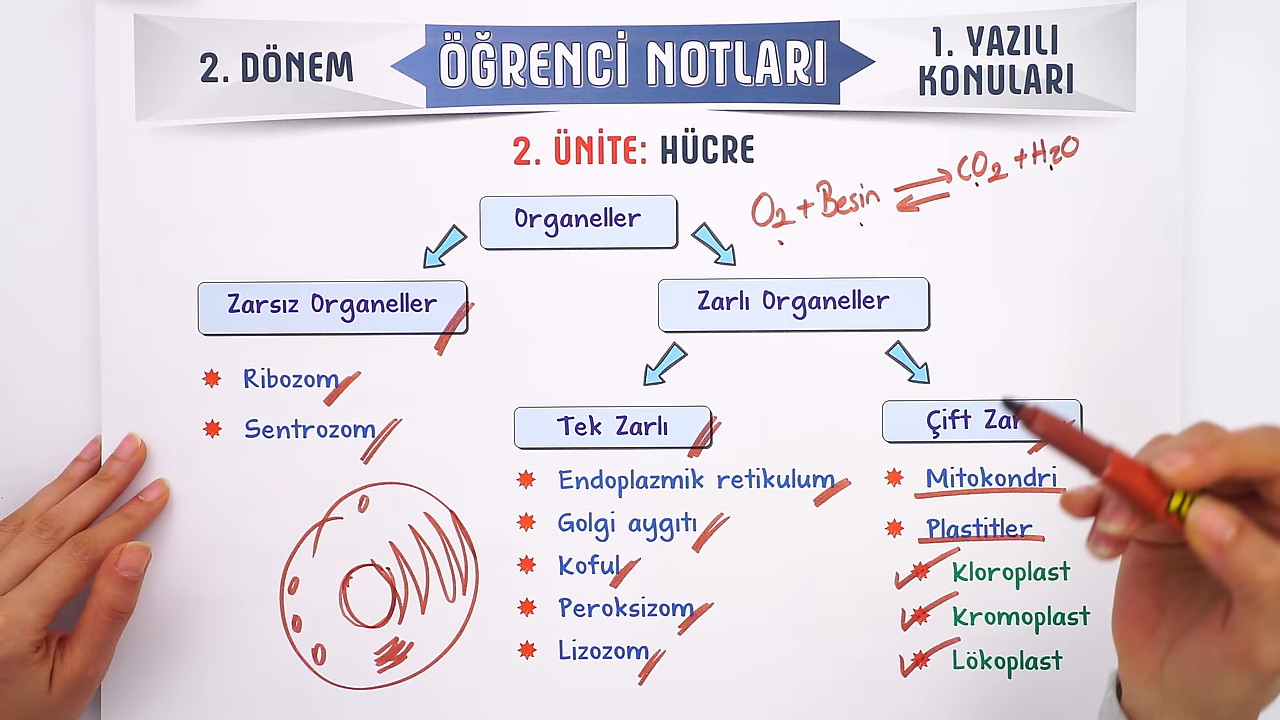 2. DÖNEM
ÖĞRENCİ NOTLARI
1. YAZILI
KONULARI
2. ÜNİTE: HÜCRE
O2 + Besin ⇌ CO2 + H2O
Organeller
Zarsız Organeller
Zarlı Organeller
Ribozom
Sentrozom
Tek Zarlı
Endoplazmik retikulum
Golgi aygıtı
Koful
Peroksizom
Lizozom
Çift
Mitokondri
Plastitler
Kloroplast
Kromoplast
Lökoplast